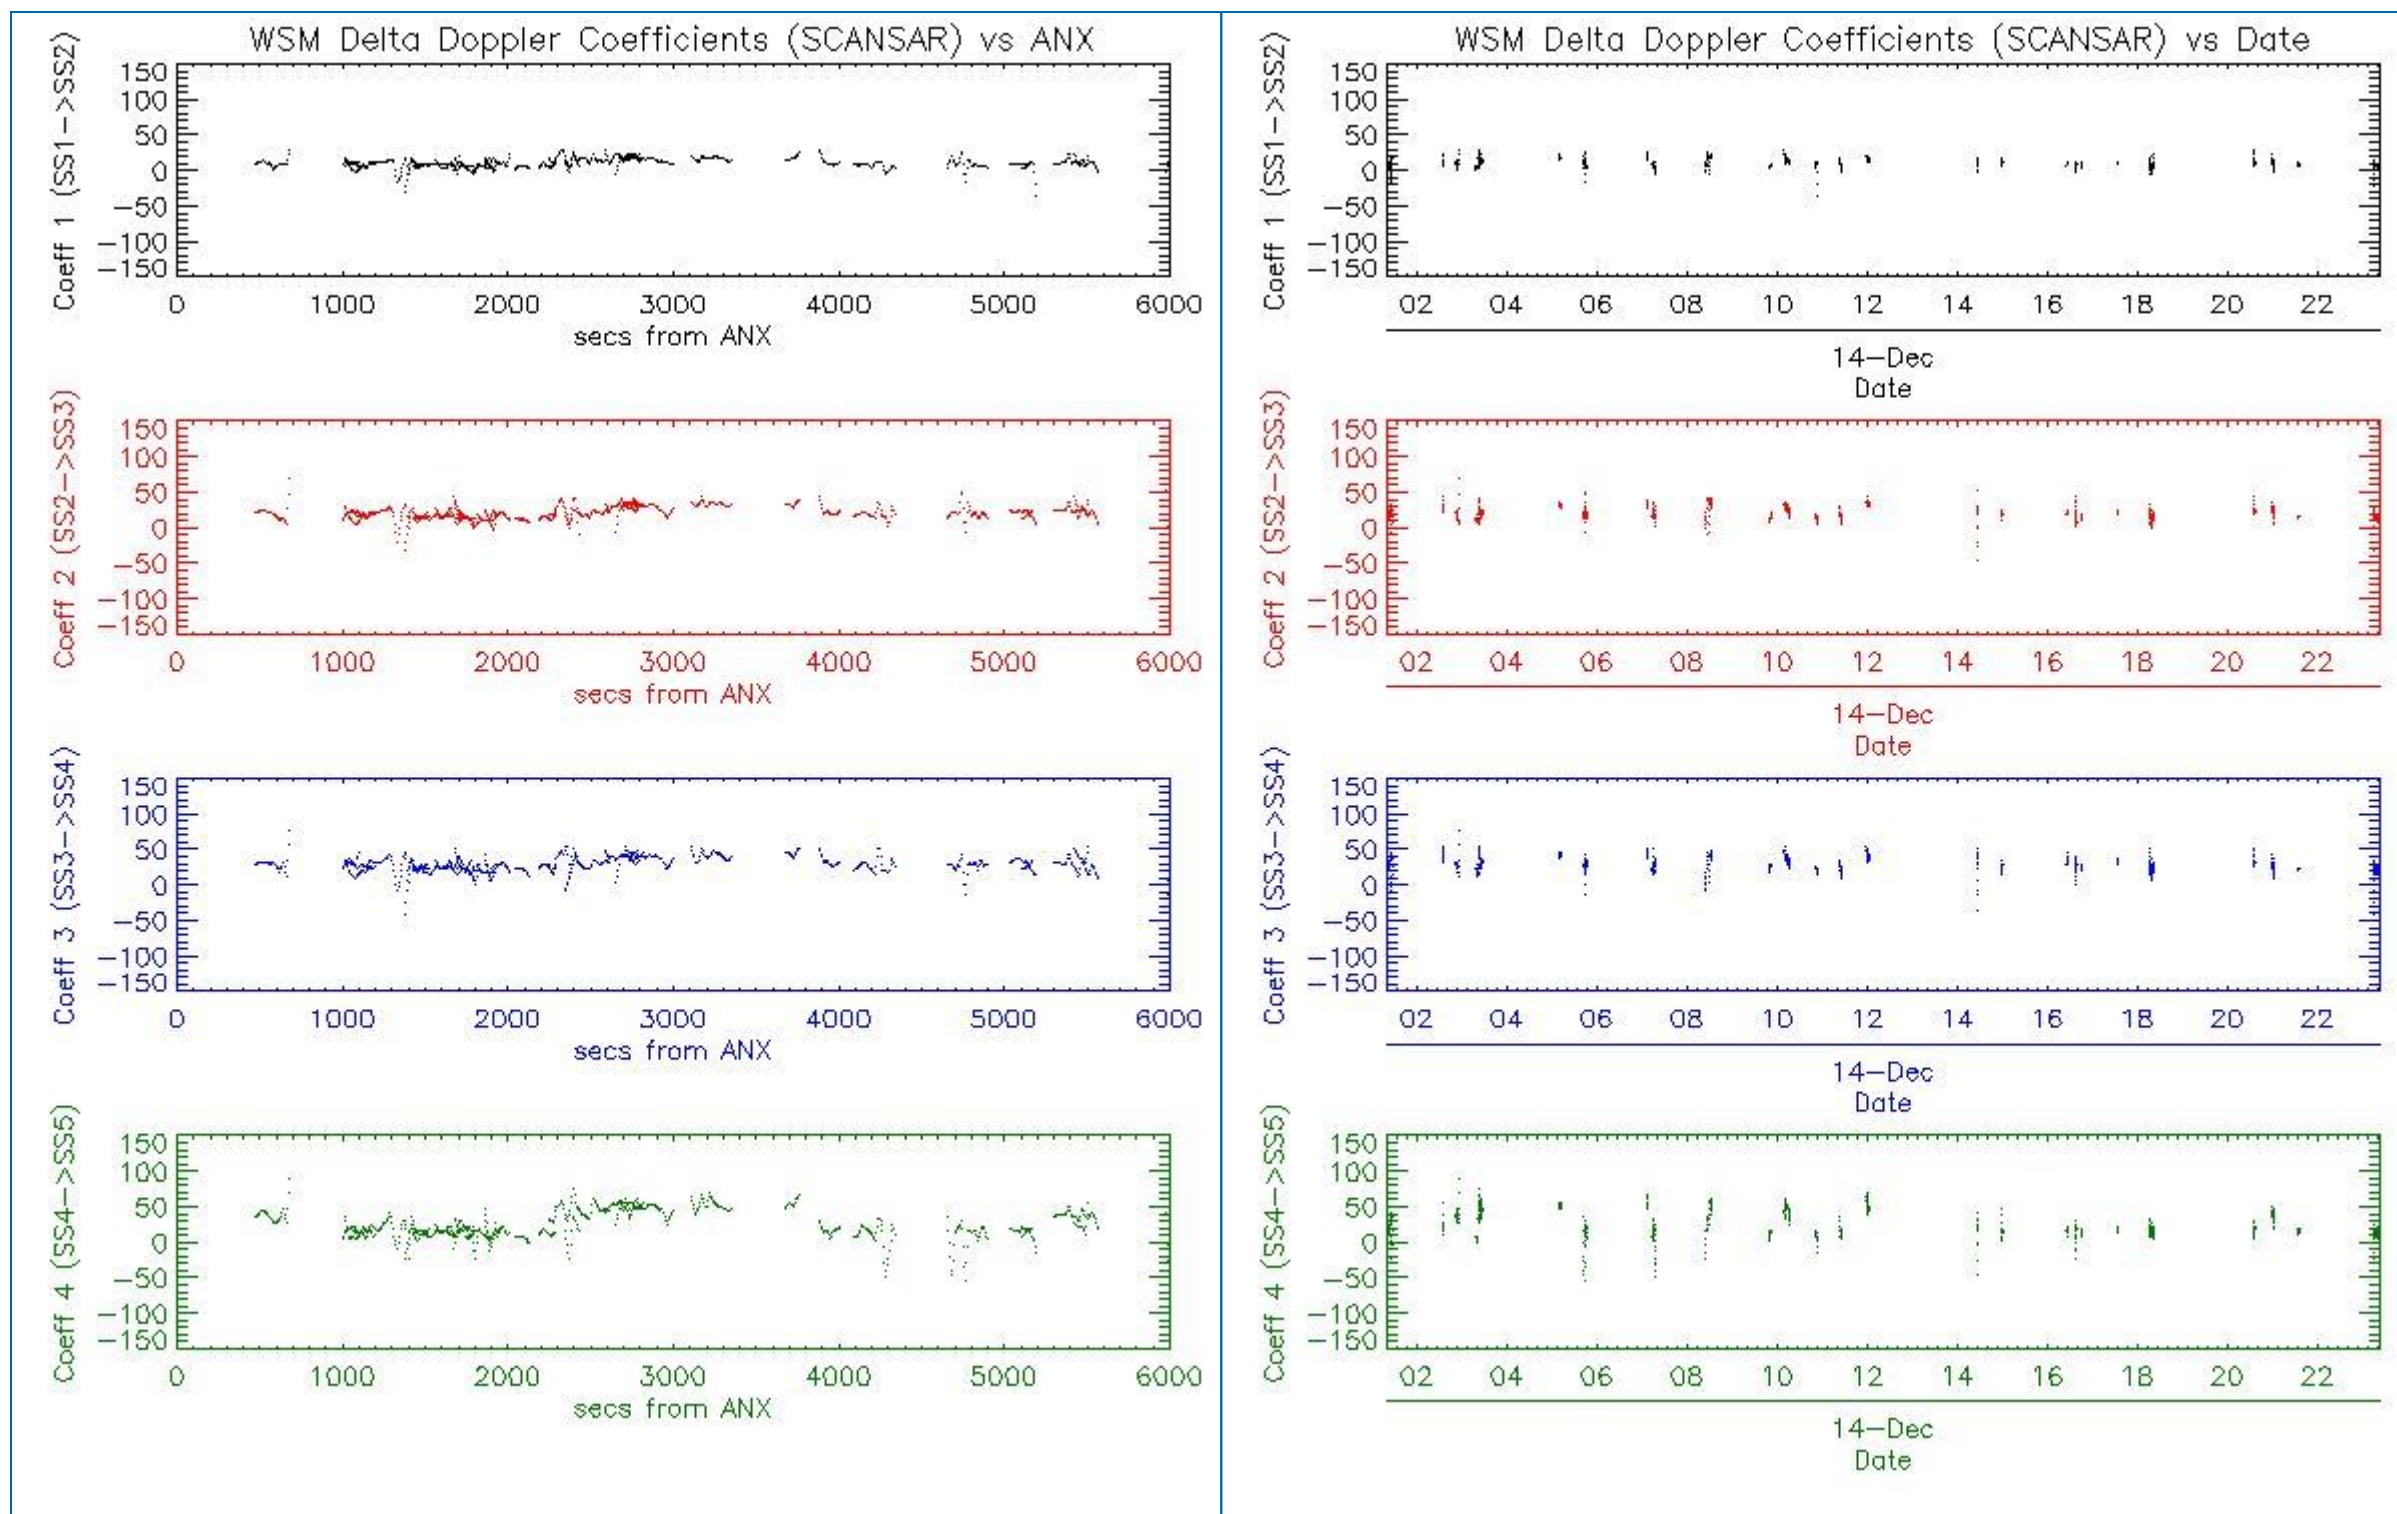 WSM Delta Doppler Coefficients (SCANSAR) vs ANX
Coeff 1 (SS1->SS2)
150
100
50
0
-50
-100
-150
0 1000 2000 3000 4000 5000 6000
secs from ANX
Coeff 2 (SS2->SS3)
150
100
50
0
-50
-100
-150
0 1000 2000 3000 4000 5000 6000
secs from ANX
Coeff 3 (SS3->SS4)
150
100
50
0
-50
-100
-150
0 1000 2000 3000 4000 5000 6000
secs from ANX
Coeff 4 (SS4->SS5)
150
100
50
0
-50
-100
-150
0 1000 2000 3000 4000 5000 6000
secs from ANX
WSM Delta Doppler Coefficients (SCANSAR) vs Date
Coeff 1 (SS1->SS2)
150
100
50
0
-50
-100
-150
02 04 06 08 10 12 14 16 18 20 22
14-Dec
Date
Coeff 2 (SS2->SS3)
150
100
50
0
-50
-100
-150
02 04 06 08 10 12 14 16 18 20 22
14-Dec
Date
Coeff 3 (SS3->SS4)
150
100
50
0
-50
-100
-150
02 04 06 08 10 12 14 16 18 20 22
14-Dec
Date
Coeff 4 (SS4->SS5)
150
100
50
0
-50
-100
-150
02 04 06 08 10 12 14 16 18 20 22
14-Dec
Date